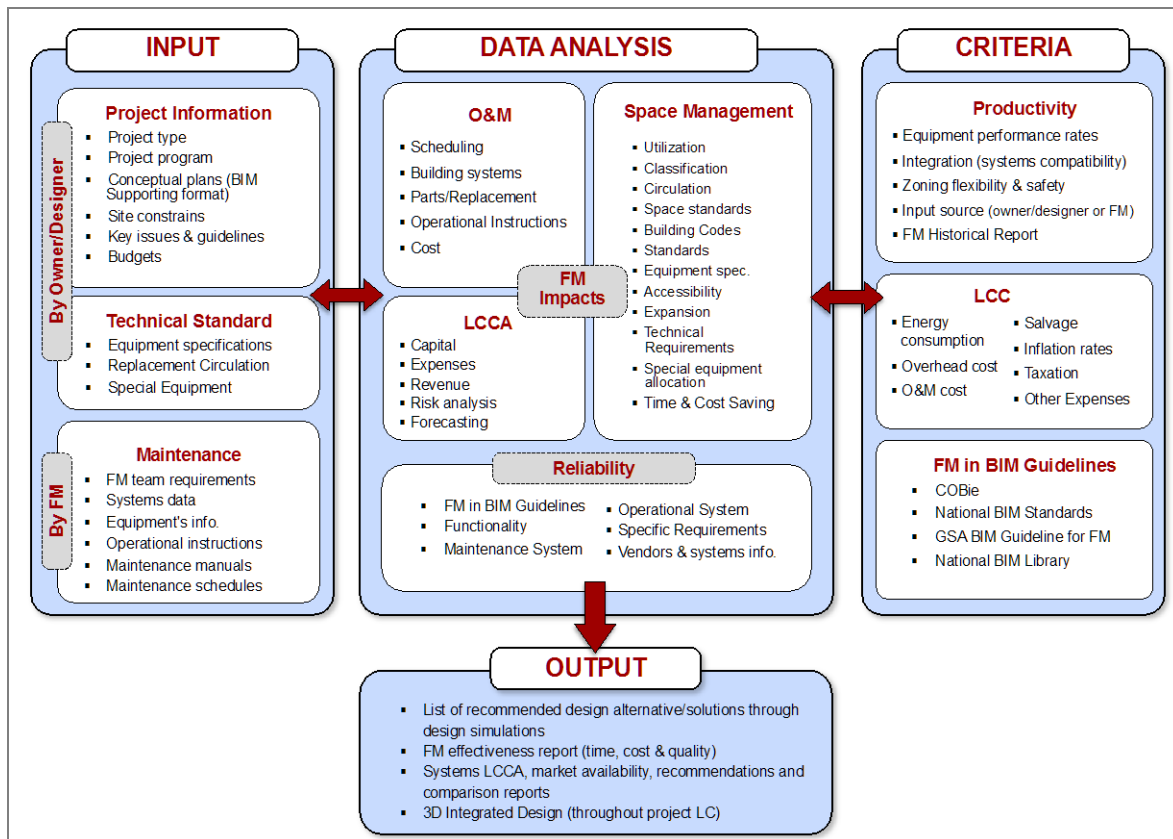 INPUT
By Owner/Designer
Project Information
▪ Project type
▪ Project program
▪ Conceptual plans (BIM
Supporting format)
▪ Site constrains
▪ Key issues & guidelines
▪ Budgets
Technical Standard
▪ Equipment specifications
▪ Replacement Circulation
▪ Special Equipment
By FM
Maintenance
▪ FM team requirements
▪ Systems data
▪ Equipment's info.
▪ Operational instructions
▪ Maintenance manuals
▪ Maintenance schedules
DATA ANALYSIS
O&M
▪ Scheduling
▪ Building systems
▪ Parts/Replacement
▪ Operational Instructions
▪ Cost
Space Management
▪ Utilization
▪ Classification
▪ Circulation
▪ Space standards
▪ Building Codes
▪ Standards
▪ Equipment spec.
▪ Accessibility
▪ Expansion
▪ Technical
Requirements
▪ Special equipment
allocation
▪ Time & Cost Saving
FM
Impacts
LCCA
▪ Capital
▪ Expenses
▪ Revenue
▪ Risk analysis
▪ Forecasting
Reliability
▪ FM in BIM Guidelines
▪ Functionality
▪ Maintenance System
▪ Operational System
▪ Specific Requirements
▪ Vendors & systems info.
CRITERIA
Productivity
▪ Equipment performance rates
▪ Integration (systems compatibility)
▪ Zoning flexibility & safety
▪ Input source (owner/designer or FM)
▪ FM Historical Report
LCC
▪ Energy
consumption
▪ Overhead cost
▪ O&M cost
▪ Salvage
▪ Inflation rates
▪ Taxation
▪ Other Expenses
FM in BIM Guidelines
▪ COBie
▪ National BIM Standards
▪ GSA BIM Guideline for FM
▪ National BIM Library
OUTPUT
▪ List of recommended design alternative/solutions through
design simulations
▪ FM effectiveness report (time, cost & quality)
▪ Systems LCCA, market availability, recommendations and
comparison reports
▪ 3D Integrated Design (throughout project LC)